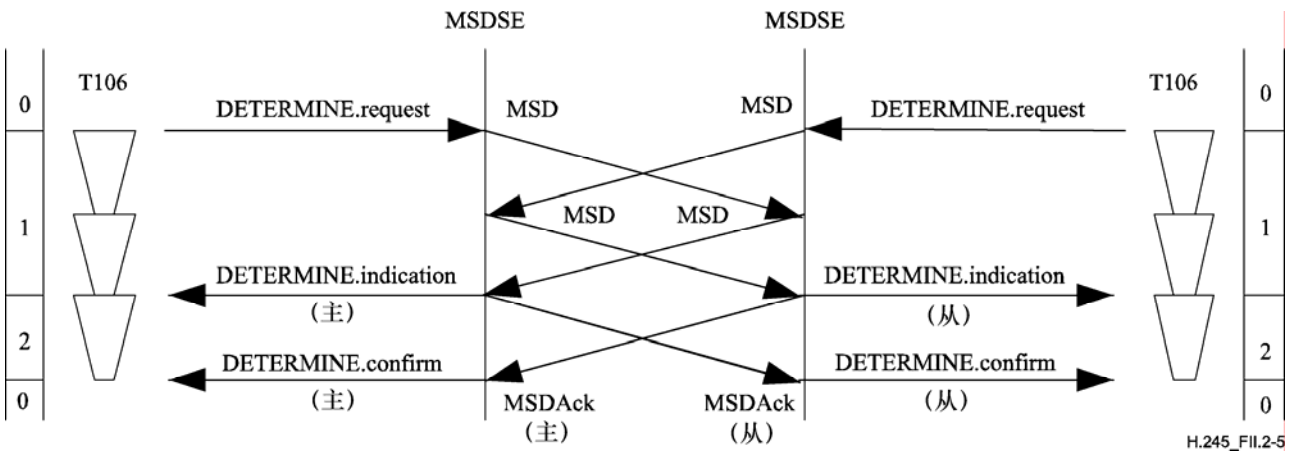 MSDSE MSDSE
T106 T106
0 0
DETERMINE.request MSD MSD DETERMINE.request
1 MSD MSD 1
DETERMINE.indication DETERMINE.indication
(主) (从)
2 2
DETERMINE.confirm DETERMINE.confirm
0 (主) MSDAck MSDAck (从) 0
(主) (从)
H.245_FII.2-5